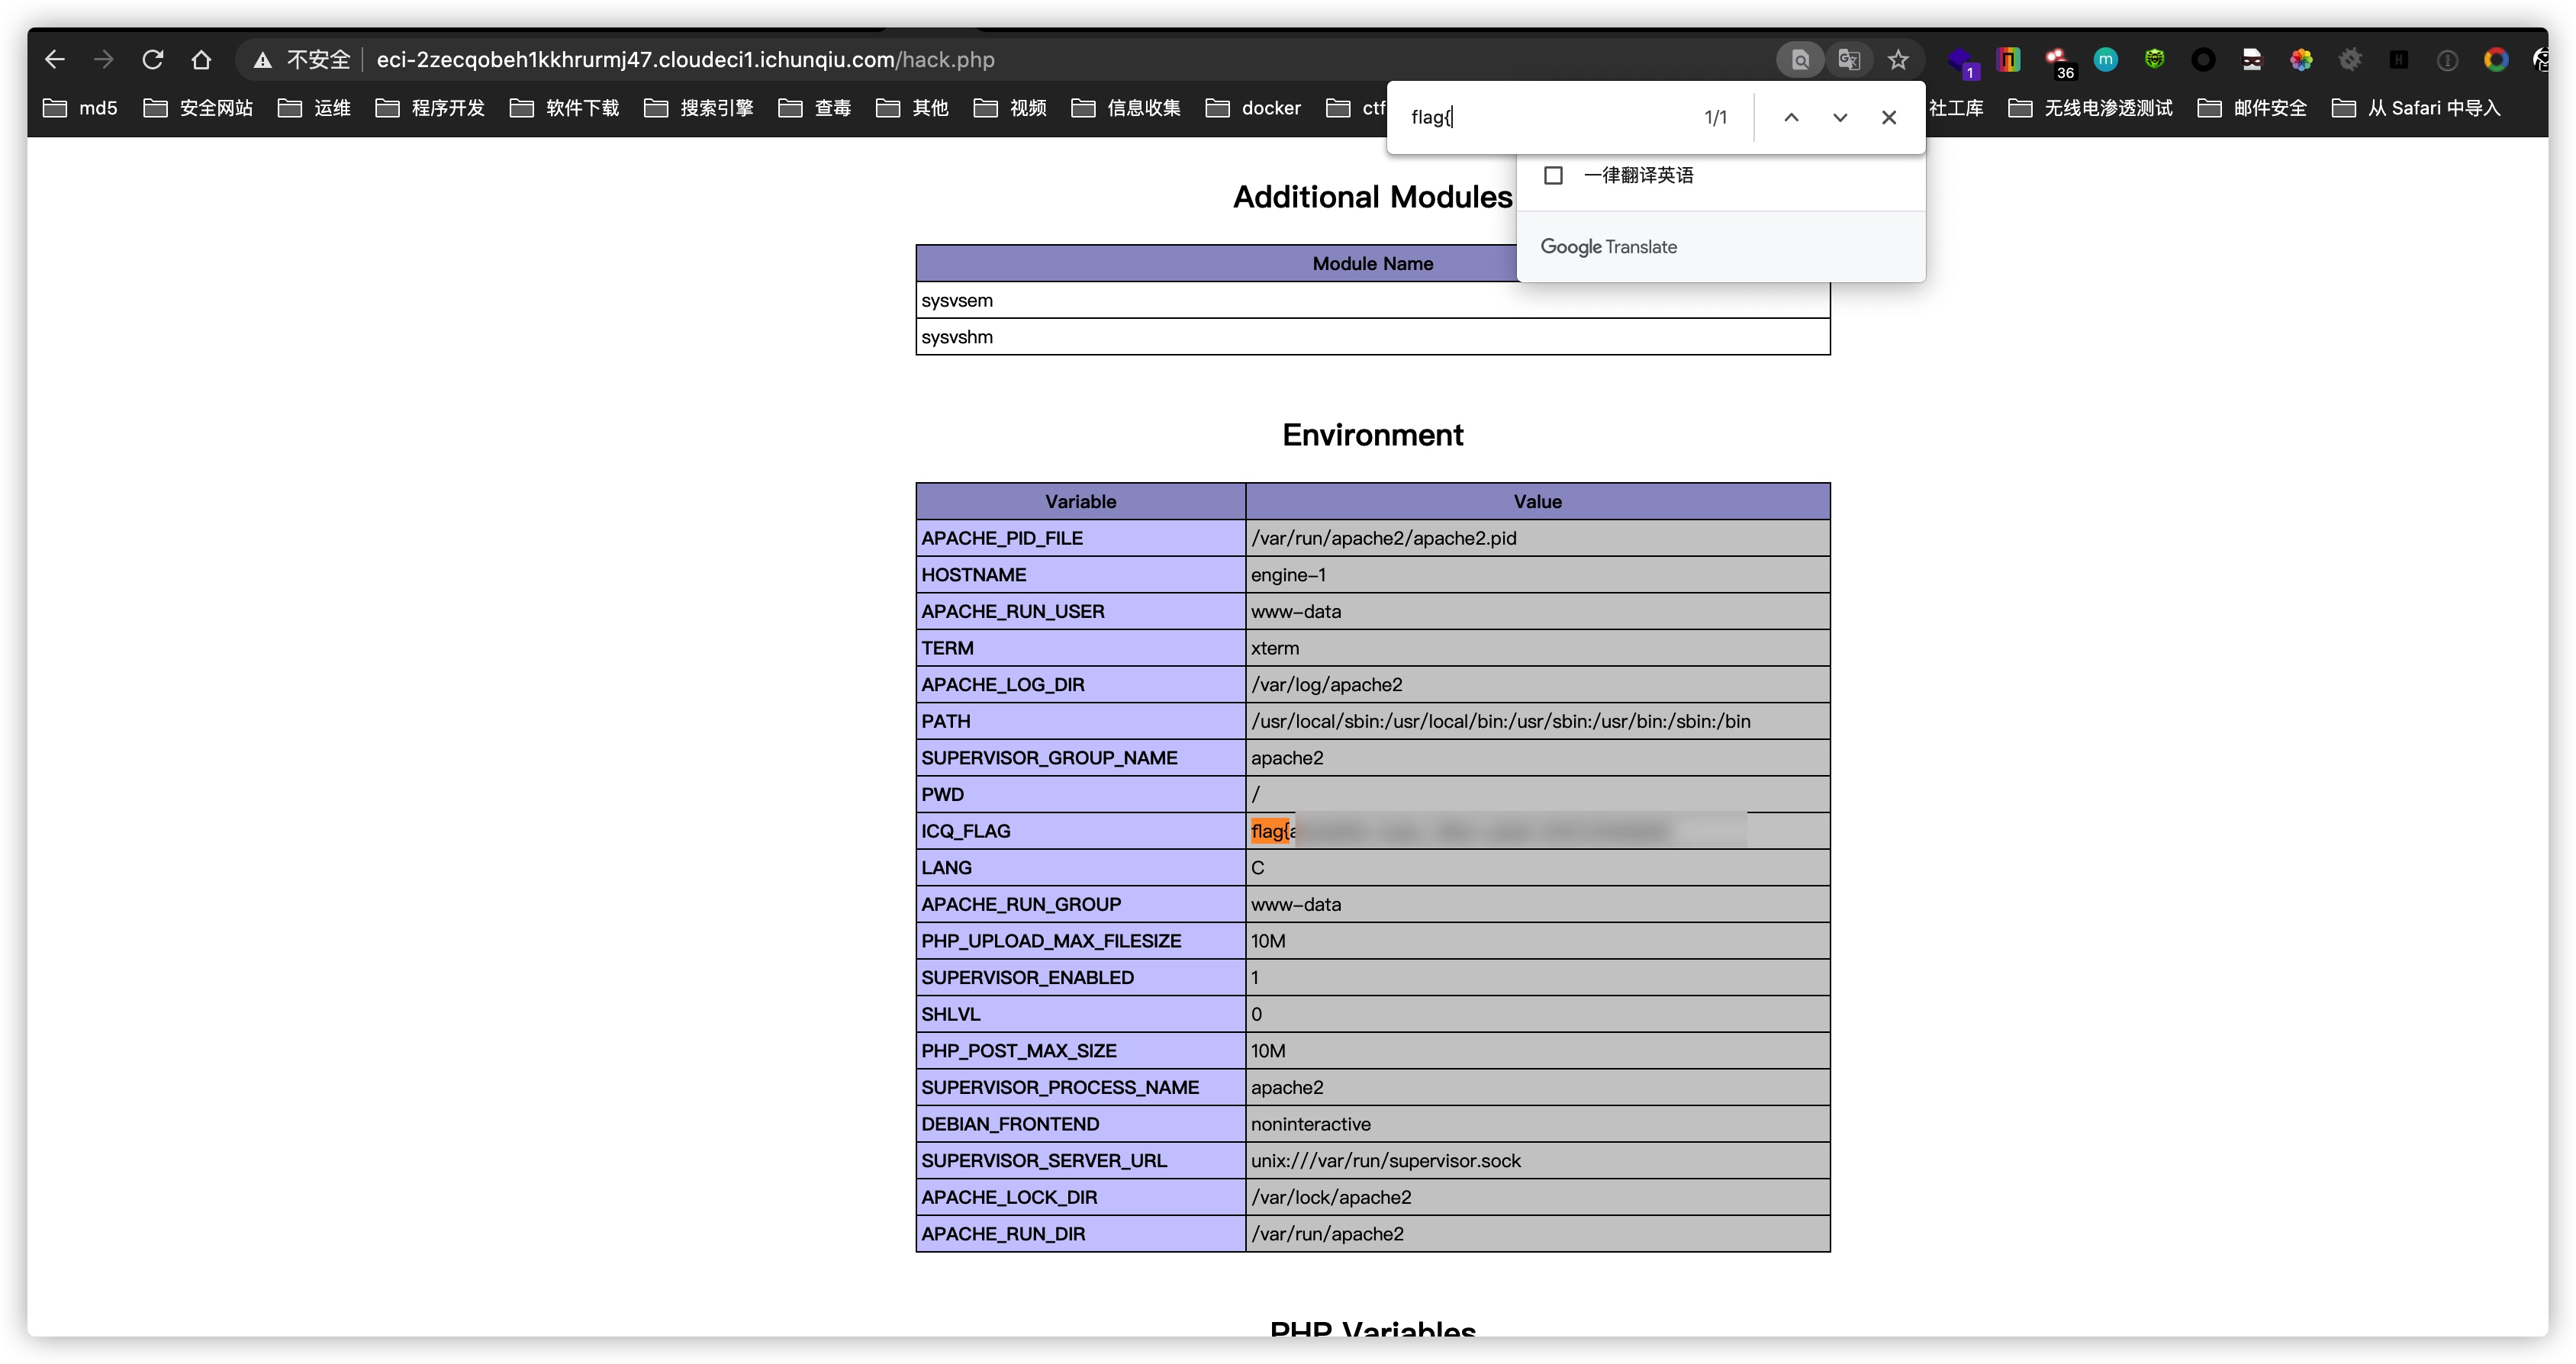 不安全 eci-2zecqobeh1kkhrurmj47.cloudeci1.ichunqiu.com/hack.php
1 36 m H
md5 安全网站 运维 程序开发 软件下载 搜索引擎 查毒 其他 视频 信息收集 docker ctf 社工库 无线电渗透测试 邮件安全 从 Safari 中导入
flag{ 1/1
一律翻译英语
Google Translate
Additional Modules
Module Name
sysvsem
sysvshm
Environment
Variable Value
APACHE_PID_FILE /var/run/apache2/apache2.pid
HOSTNAME engine-1
APACHE_RUN_USER www-data
TERM xterm
APACHE_LOG_DIR /var/log/apache2
PATH /usr/local/sbin:/usr/local/bin:/usr/sbin:/usr/bin:/sbin:/bin
SUPERVISOR_GROUP_NAME apache2
PWD /
ICQ_FLAG flag{a
LANG C
APACHE_RUN_GROUP www-data
PHP_UPLOAD_MAX_FILESIZE 10M
SUPERVISOR_ENABLED 1
SHLVL 0
PHP_POST_MAX_SIZE 10M
SUPERVISOR_PROCESS_NAME apache2
DEBIAN_FRONTEND noninteractive
SUPERVISOR_SERVER_URL unix:///var/run/supervisor.sock
APACHE_LOCK_DIR /var/lock/apache2
APACHE_RUN_DIR /var/run/apache2
PHP Variables